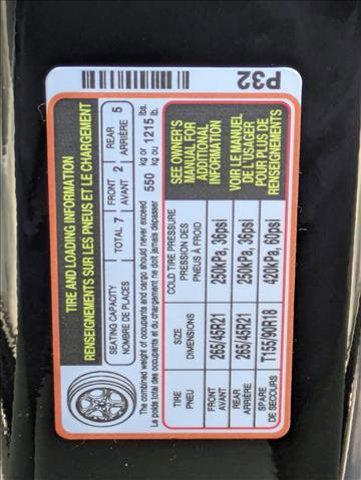 TIRE AND LOADING INFORMATION
RENSEIGNEMENTS SUR LES PNEUS ET LE CHARGEMENT
SEATING CAPACITY
NOMBRE DE PLACES
TOTAL 7
FRONT
AVANT 2
REAR
ARRIÈRE 5
The combined weight of occupants and cargo should never exceed
Le poids total des occupants et du chargement ne doit jamais dépasser
550 kg or 1215 lbs.
kg ou lb.
TIRE
PNEU
SIZE
DIMENSIONS
COLD TIRE PRESSURE
PRESSION DES
PNEUS À FROID
FRONT
AVANT
265/45R21
250kPa, 36psi
REAR
ARRIÈRE
265/45R21
250kPa, 36psi
SPARE
DE SECOURS
T155/90R18
420kPa, 60psi
SEE OWNER'S
MANUAL FOR
ADDITIONAL
INFORMATION
VOIR LE MANUEL
DE L'USAGER
POUR PLUS DE
RENSEIGNEMENTS
P32